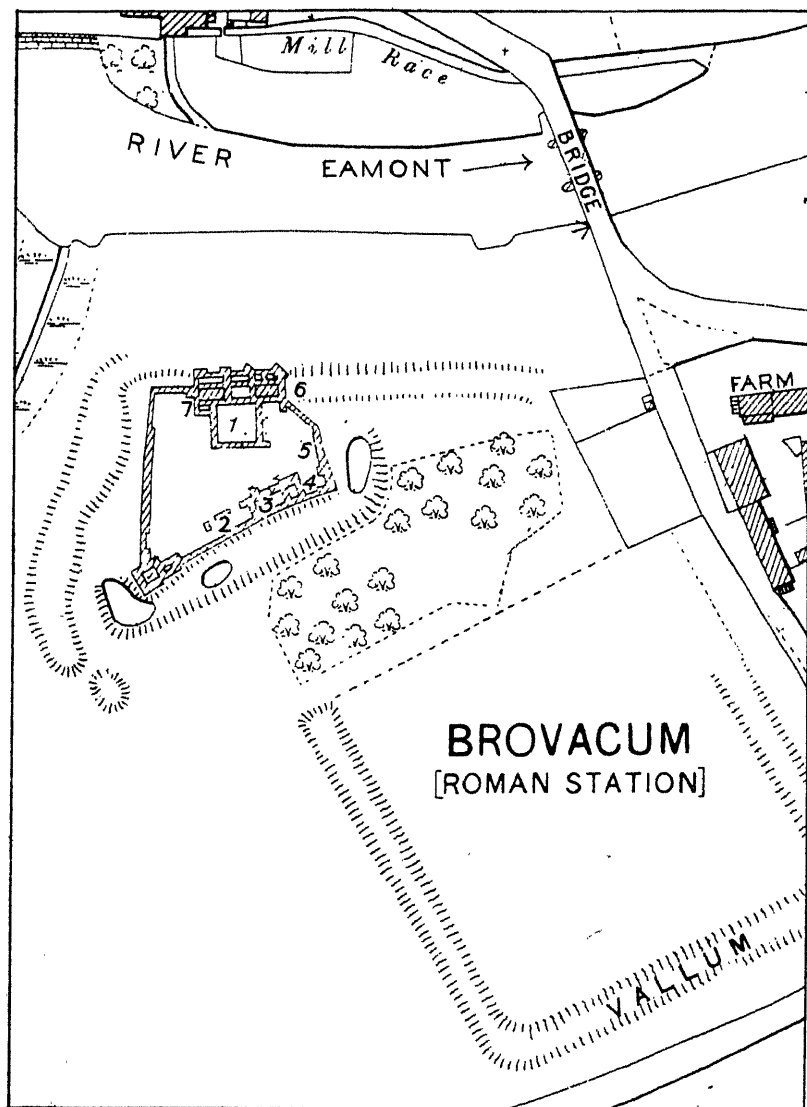 Mill Race
RIVER EAMONT
BRIDGE
FARM
6
7
1.
5
4
3
2
BROVACUM
[ROMAN STATION]
VALLUM